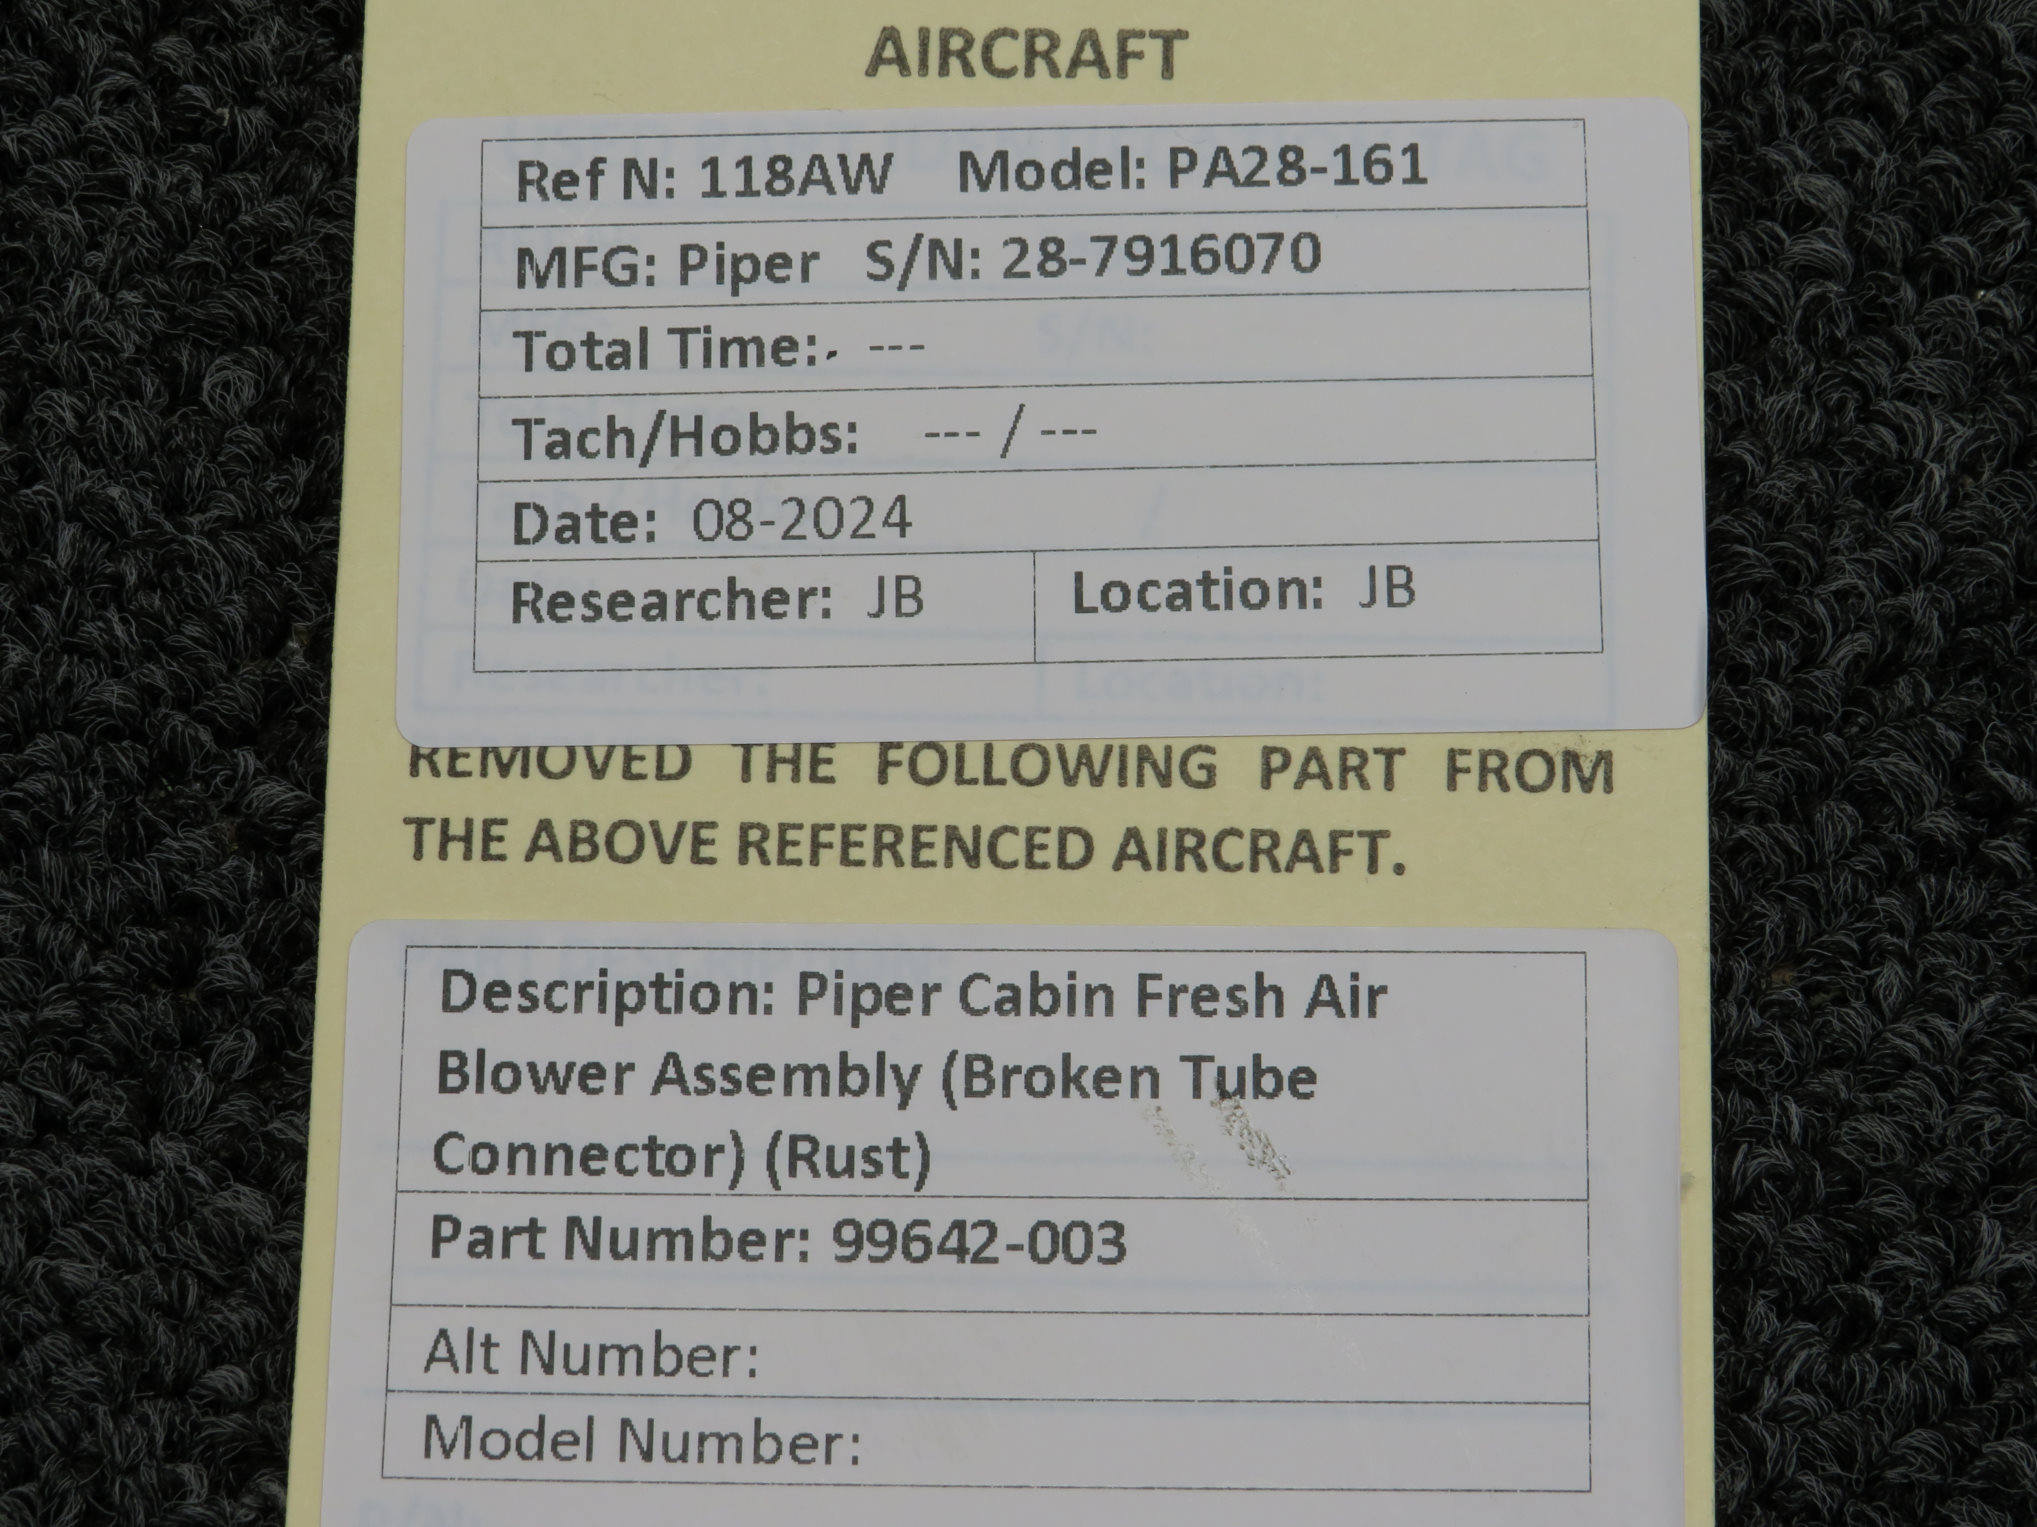 AIRCRAFT
Ref N: 118AW Model: PA28-161
MFG: Piper S/N: 28-7916070
Total Time: ---
Tach/Hobbs: --- / ---
Date: 08-2024
Researcher: JB Location: JB
REMOVED THE FOLLOWING PART FROM
THE ABOVE REFERENCED AIRCRAFT.
Description: Piper Cabin Fresh Air
Blower Assembly (Broken Tube
Connector) (Rust)
Part Number: 99642-003
Alt Number:
Model Number: